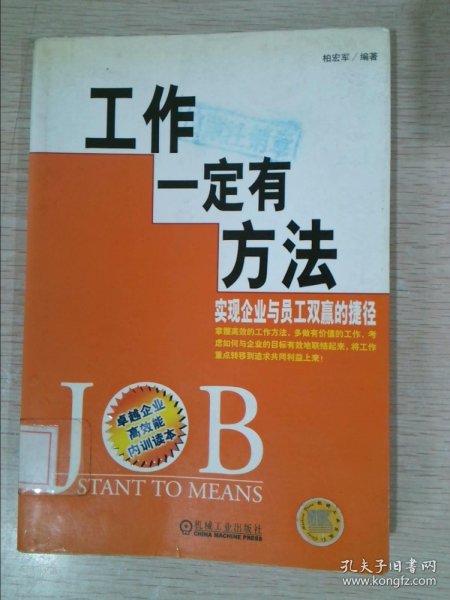 柏宏军／编著
工作
一定有
方法
实现企业与员工双赢的捷径
掌握高效的工作方法，多做有价值的工作，考
虑如何与企业的目标有效地联结起来，将工作
重点转移到追求共同利益上来！
JOB
卓越企业
高效能
内训读本
STANT TO MEANS
机械工业出版社
CHINA MACHINE PRESS
孔夫子旧书网
www.kongfz.com